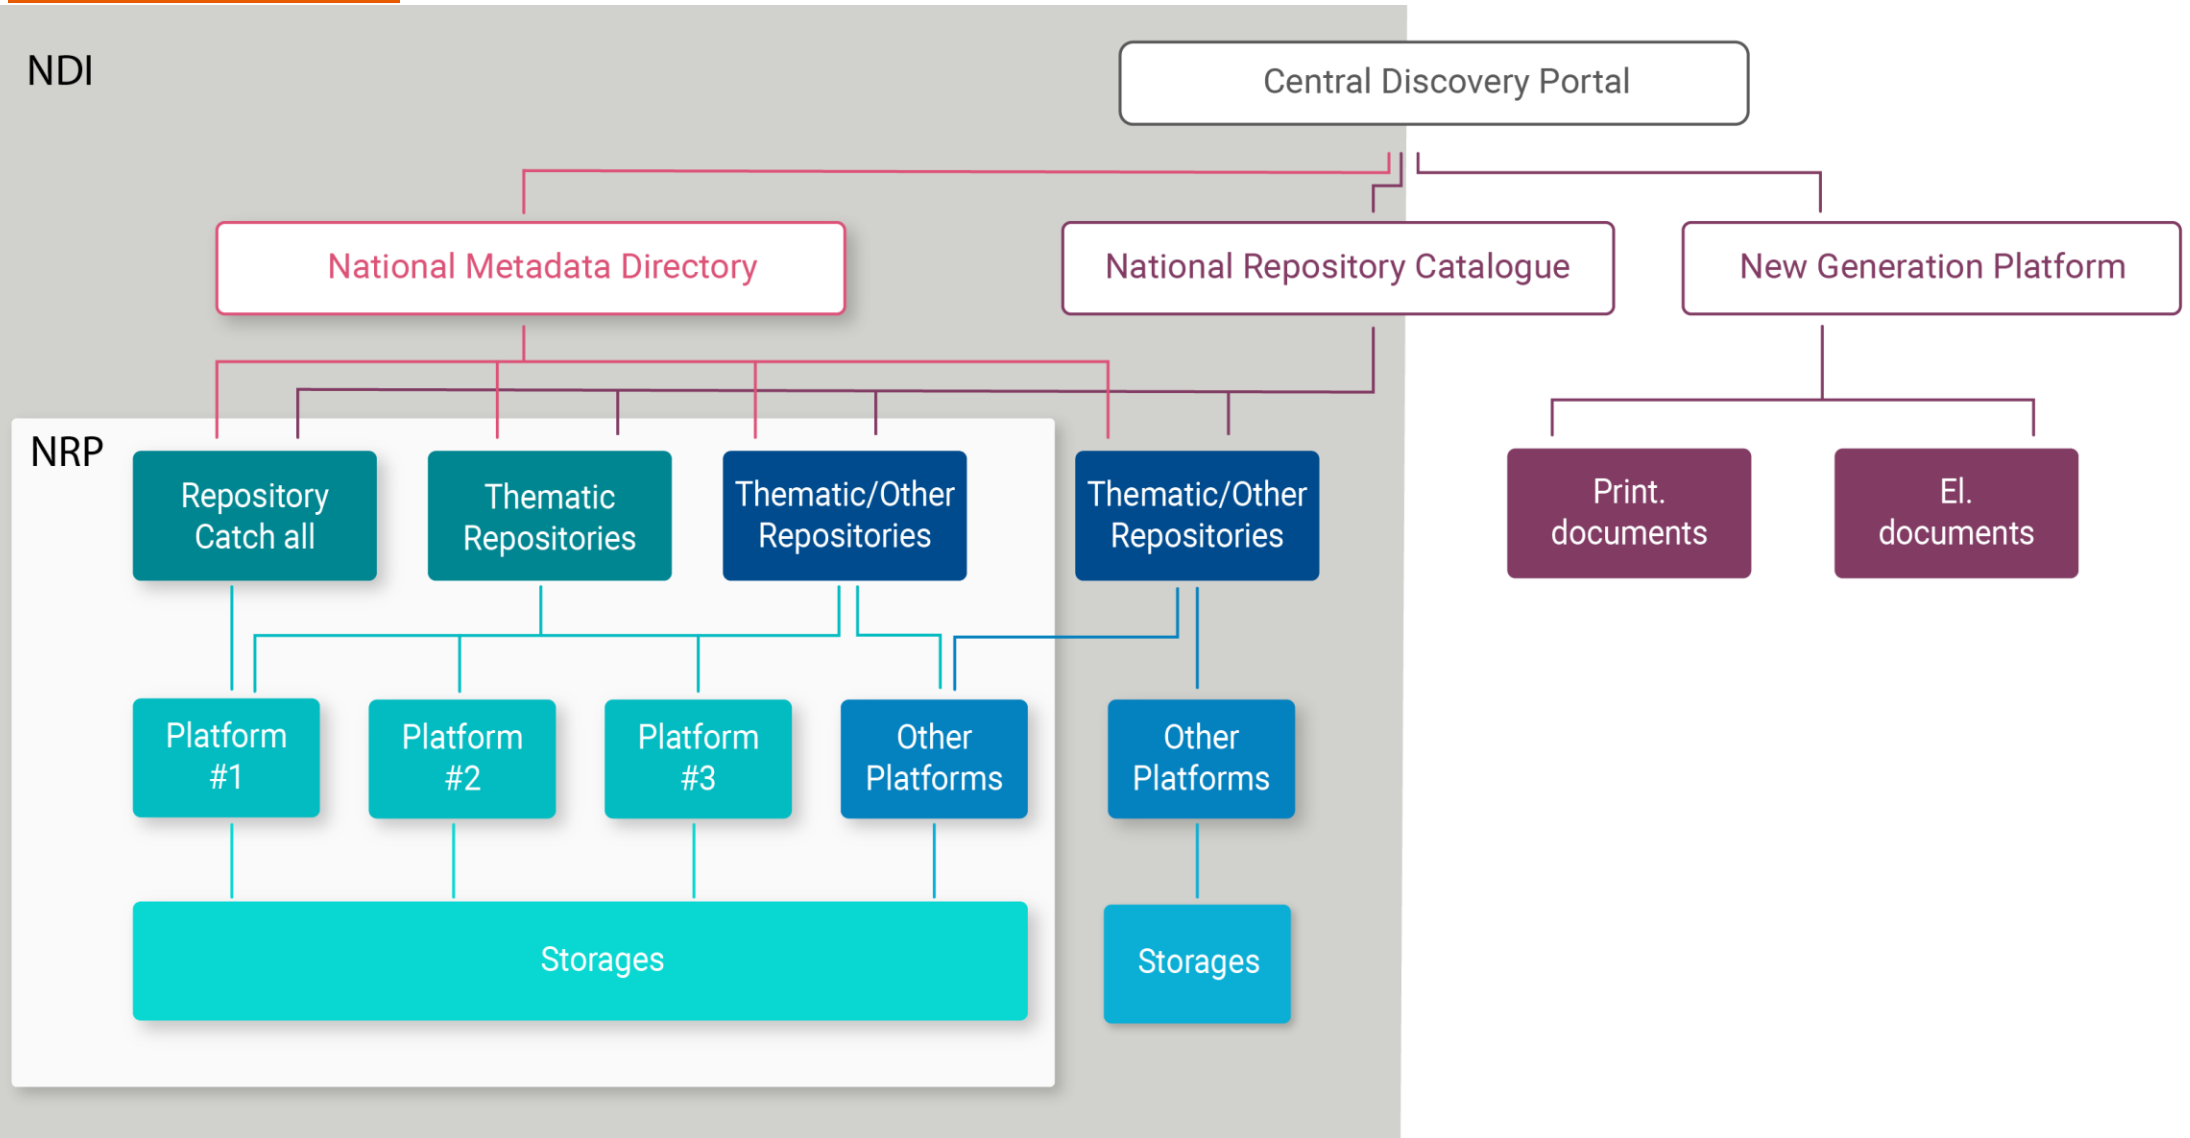 NDI
Central Discovery Portal
National Metadata Directory
National Repository Catalogue
New Generation Platform
NRP
Repository
Catch all
Thematic
Repositories
Thematic/Other
Repositories
Thematic/Other
Repositories
Print.
documents
El.
documents
Platform
#1
Platform
#2
Platform
#3
Other
Platforms
Other
Platforms
Storages
Storages